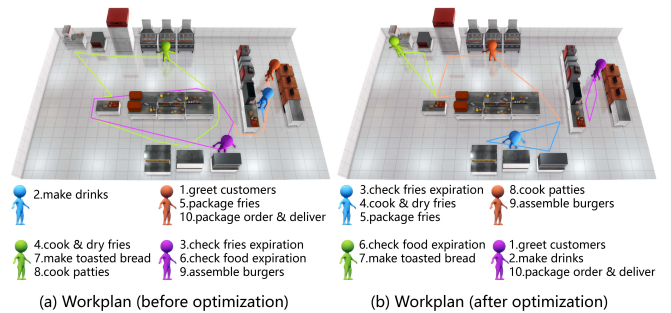 2.make drinks
1.greet customers
5.package fries
10.package order & deliver
4.cook & dry fries
7.make toasted bread
8.cook patties
3.check fries expiration
6.check food expiration
9.assemble burgers
(a) Workplan (before optimization)
3.check fries expiration
4.cook & dry fries
5.package fries
8.cook patties
9.assemble burgers
6.check food expiration
7.make toasted bread
1.greet customers
2.make drinks
10.package order & deliver
(b) Workplan (after optimization)